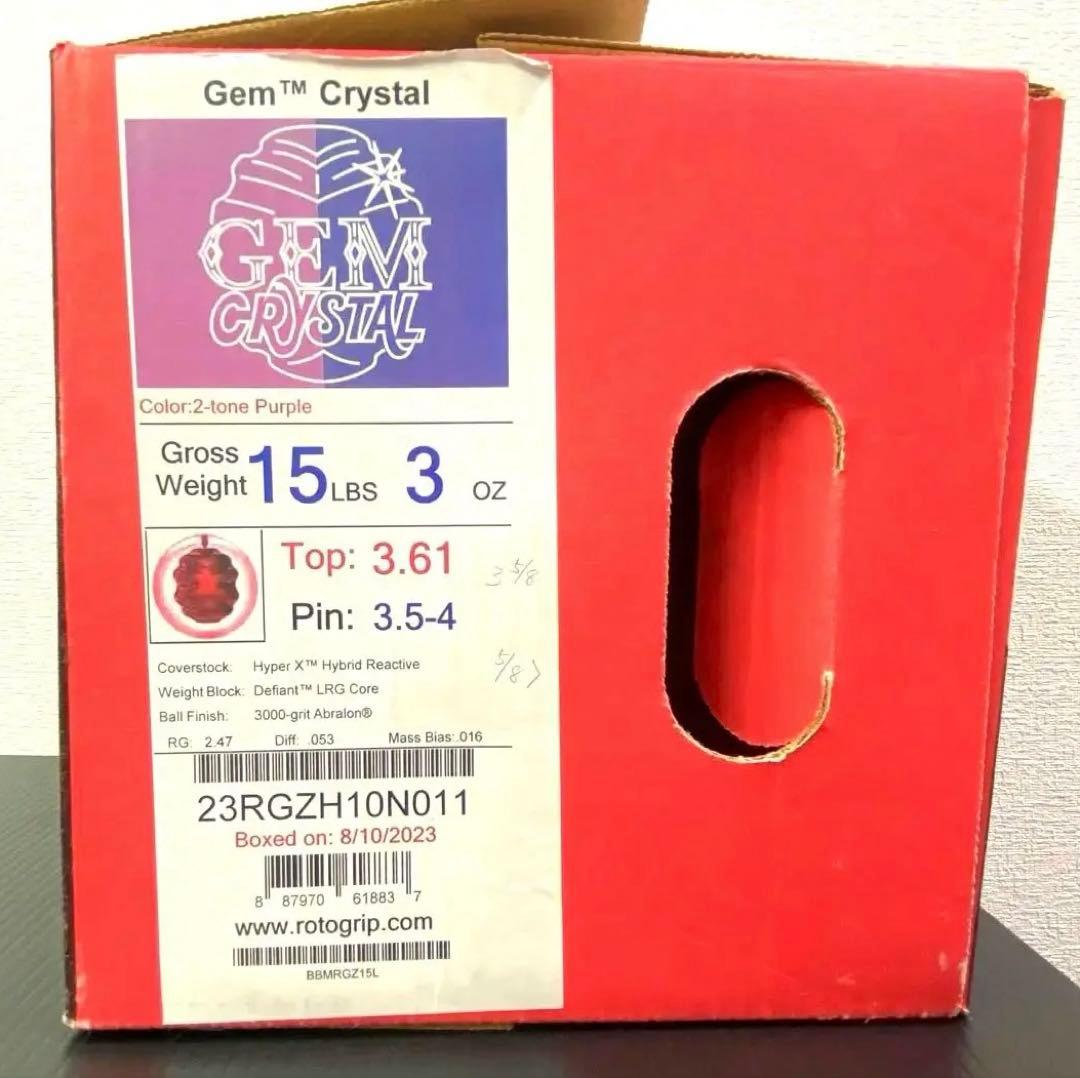 Gem™ Crystal
GEM
CRYSTAL
Color:2-tone Purple
Gross Weight 15 LBS 3 OZ
Top: 3.61
3 5/8
Pin: 3.5-4
5/8 >
Coverstock: Hyper X™ Hybrid Reactive
Weight Block: Defiant™ LRG Core
Ball Finish: 3000-grit Abralon®
RG: 2.47 Diff: .053 Mass Bias:.016
23RGZH10N011
Boxed on: 8/10/2023
8 87970 61883 7
www.rotogrip.com
BBMRGZ15L